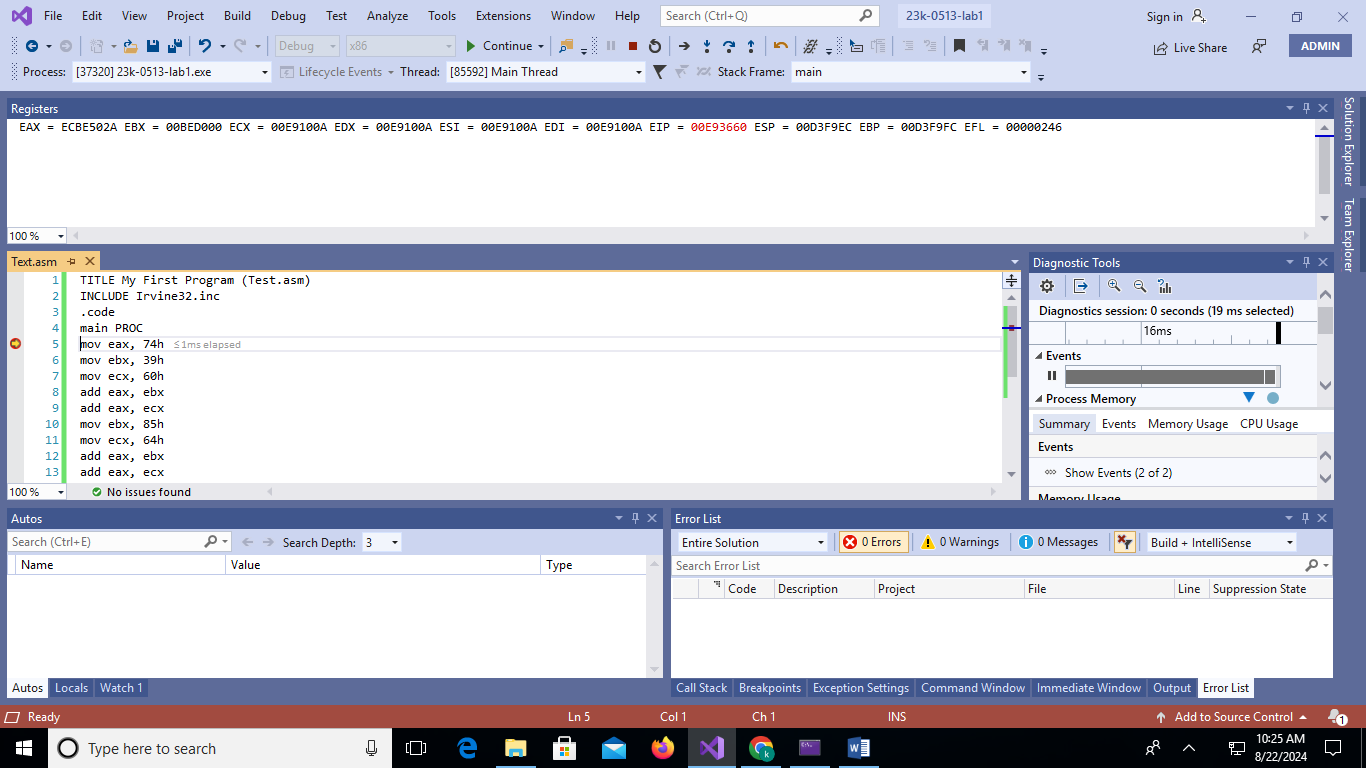 File Edit View Project Build Debug Test Analyze Tools Extensions Window Help Search (Ctrl+Q) 23k-0513-lab1 Sign in
Debug x86 Continue Live Share ADMIN
Process: [37320] 23k-0513-lab1.exe Lifecycle Events Thread: [85592] Main Thread Stack Frame: main
Registers
EAX = ECBE502A EBX = 00BED000 ECX = 00E9100A EDX = 00E9100A ESI = 00E9100A EDI = 00E9100A EIP = 00E93660 ESP = 00D3F9EC EBP = 00D3F9FC EFL = 00000246
100 %
Solution Explorer
Team Explorer
Text.asm
1 TITLE My First Program (Test.asm)
2 INCLUDE Irvine32.inc
3 .code
4 main PROC
5 mov eax, 74h ≤1ms elapsed
6 mov ebx, 39h
7 mov ecx, 60h
8 add eax, ebx
9 add eax, ecx
10 mov ebx, 85h
11 mov ecx, 64h
12 add eax, ebx
13 add eax, ecx
100 % No issues found
Diagnostic Tools
Diagnostics session: 0 seconds (19 ms selected)
16ms
Events
Process Memory
Summary Events Memory Usage CPU Usage
Events
Show Events (2 of 2)
Memory Usage
Autos
Search (Ctrl+E) Search Depth: 3
Name Value Type
Autos Locals Watch 1
Error List
Entire Solution 0 Errors 0 Warnings 0 Messages Build + IntelliSense
Search Error List
Code Description Project File Line Suppression State
Call Stack Breakpoints Exception Settings Command Window Immediate Window Output Error List
Ready Ln 5 Col 1 Ch 1 INS Add to Source Control 1
Type here to search
10:25 AM
8/22/2024